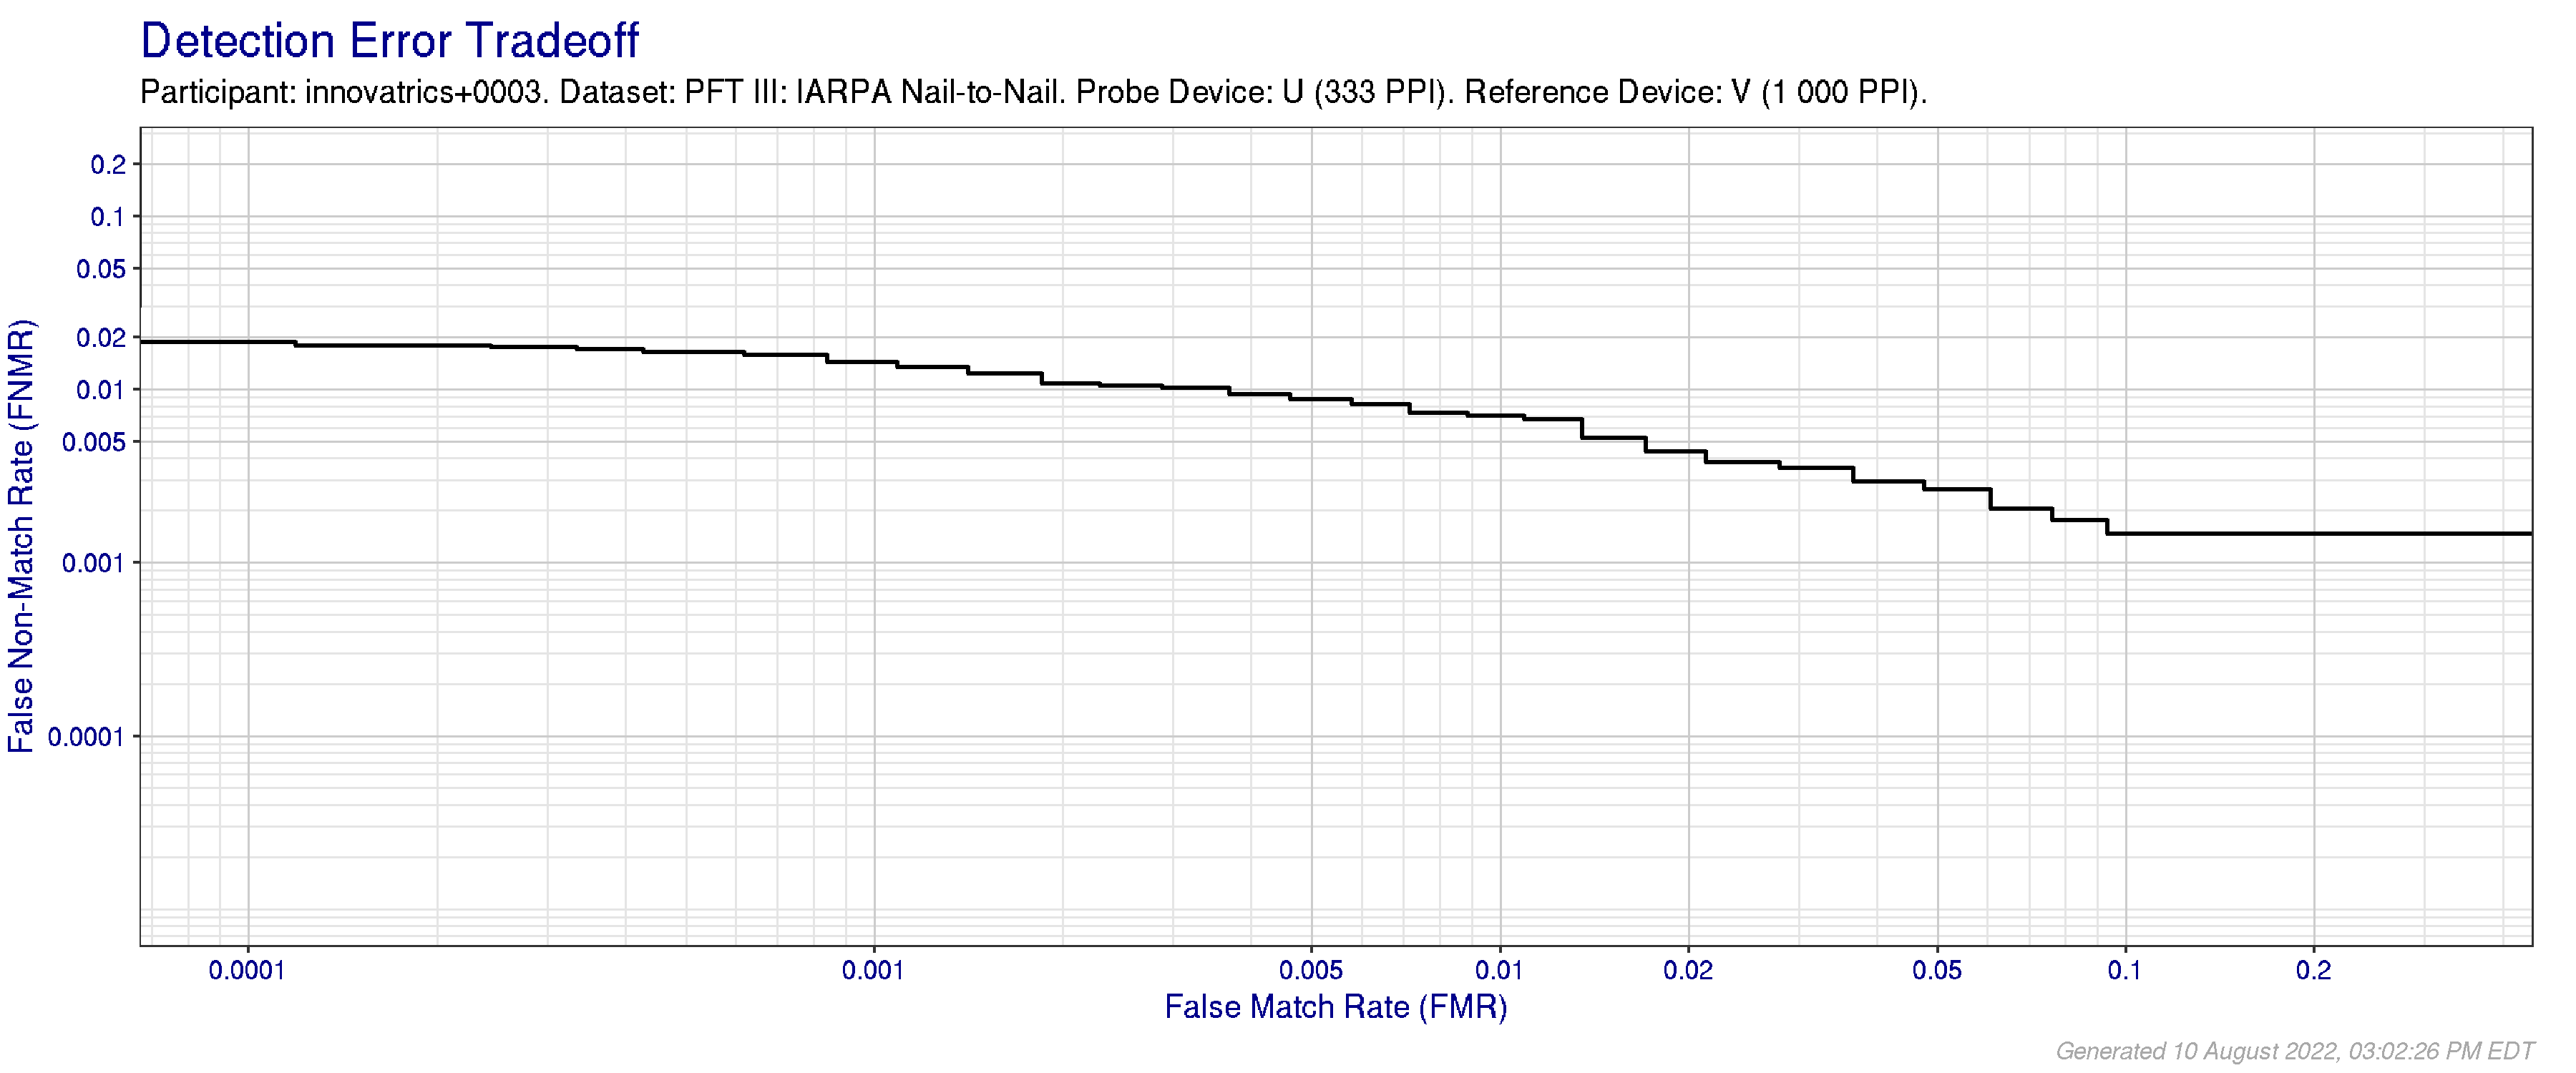 Detection Error Tradeoff
Participant: innovatrics+0003. Dataset: PFT III: IARPA Nail-to-Nail. Probe Device: U (333 PPI). Reference Device: V (1 000 PPI).
False Non-Match Rate (FNMR)
0.2
0.1
0.05
0.02
0.01
0.005
0.001
0.0001
0.0001 0.001 0.005 0.01 0.02 0.05 0.1 0.2
False Match Rate (FMR)
Generated 10 August 2022, 03:02:26 PM EDT